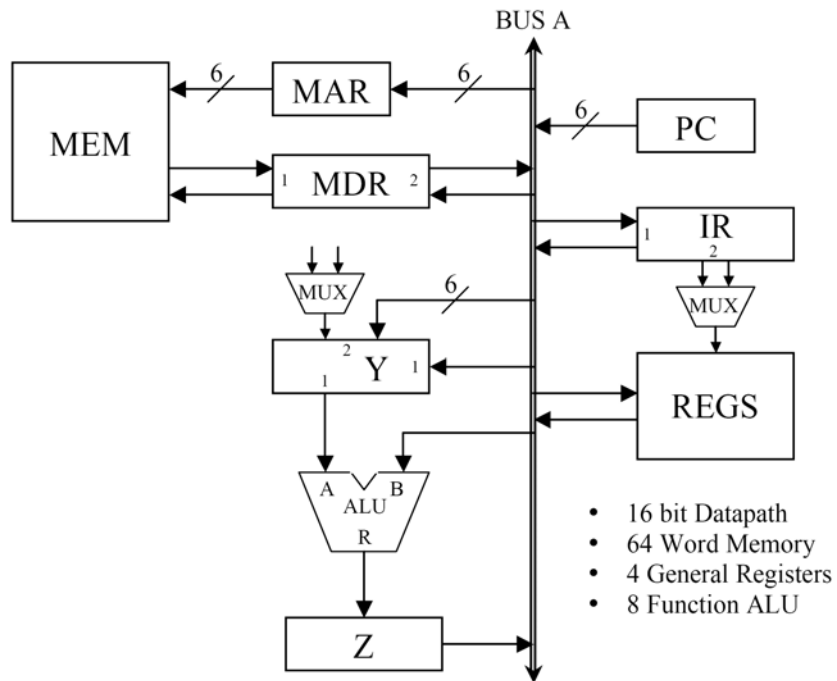 BUS A
6
6
MAR
MEM
6
PC
1
MDR
2
IR
1
2
MUX
6
MUX
2
Y
1
1
REGS
A
B
ALU
R
• 16 bit Datapath
• 64 Word Memory
• 4 General Registers
• 8 Function ALU
Z